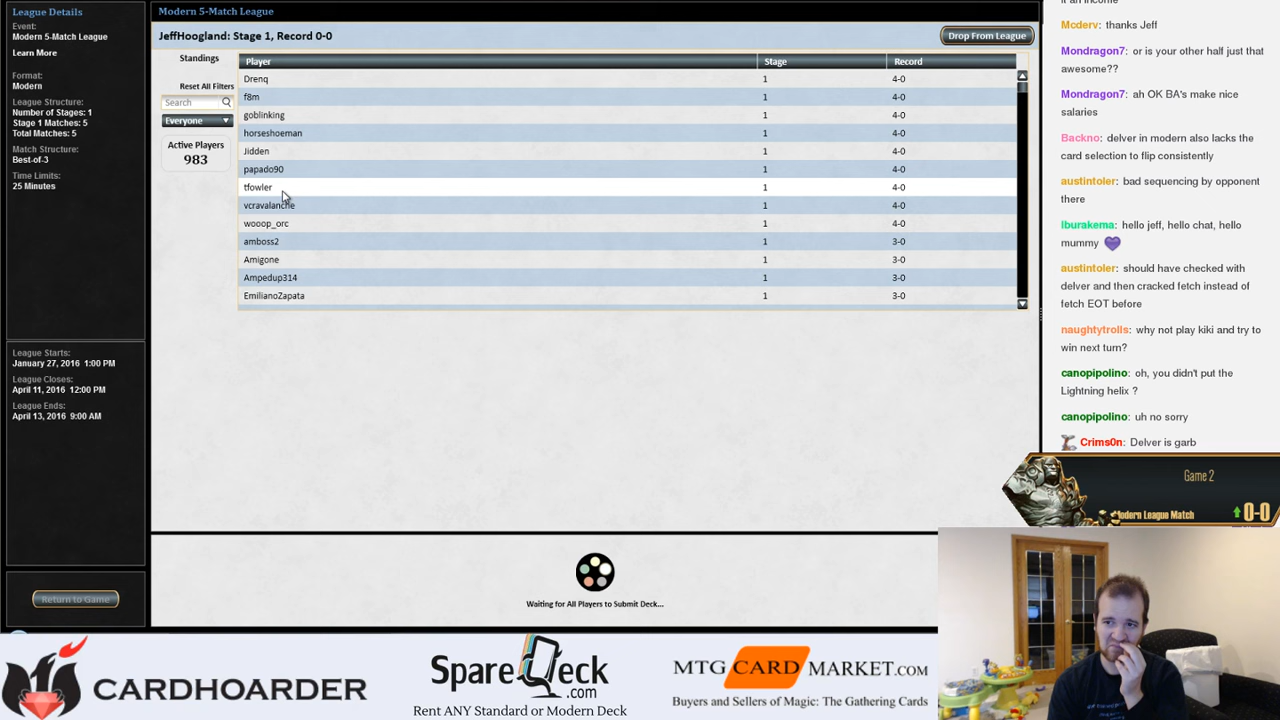 League Details
Event:
Modern 5-Match League
Learn More
Format:
Modern
League Structure:
Number of Stages: 1
Stage 1 Matches: 5
Total Matches: 5
Match Structure:
Best-of-3
Time Limits:
25 Minutes
League Starts:
January 27, 2016 1:00 PM
League Closes:
April 11, 2016 12:00 PM
League Ends:
April 13, 2016 9:00 AM
Return to Game
Modern 5-Match League
JeffHoogland: Stage 1, Record 0-0
Drop From League
Standings
Reset All Filters
Search
Everyone
Active Players
983
Player Stage Record
Drenq 1 4-0
f8m 1 4-0
goblinking 1 4-0
horseshoeman 1 4-0
Jidden 1 4-0
papado90 1 4-0
tfowler 1 4-0
vcravalanche 1 4-0
wooop_orc 1 4-0
amboss2 1 3-0
Amigone 1 3-0
Ampedup314 1 3-0
EmilianoZapata 1 3-0
Waiting for All Players to Submit Deck...
it an income
Mcderv: thanks Jeff
Mondragon7: or is your other half just that
awesome??
Mondragon7: ah OK BA's make nice
salaries
Backno: delver in modern also lacks the
card selection to flip consistently
austintoler: bad sequencing by opponent
there
Iburakema: hello jeff, hello chat, hello
mummy
austintoler: should have checked with
delver and then cracked fetch instead of
fetch EOT before
naughtytrolls: why not play kiki and try to
win next turn?
canopipolino: oh, you didn't put the
Lightning helix ?
canopipolino: uh no sorry
Crims0n: Delver is garb
Game 2
Modern League Match
0-0
CARDHOARDER
SpareDeck
.com
Rent ANY Standard or Modern Deck
MTG CARD MARKET.COM
Buyers and Sellers of Magic: The Gathering Cards